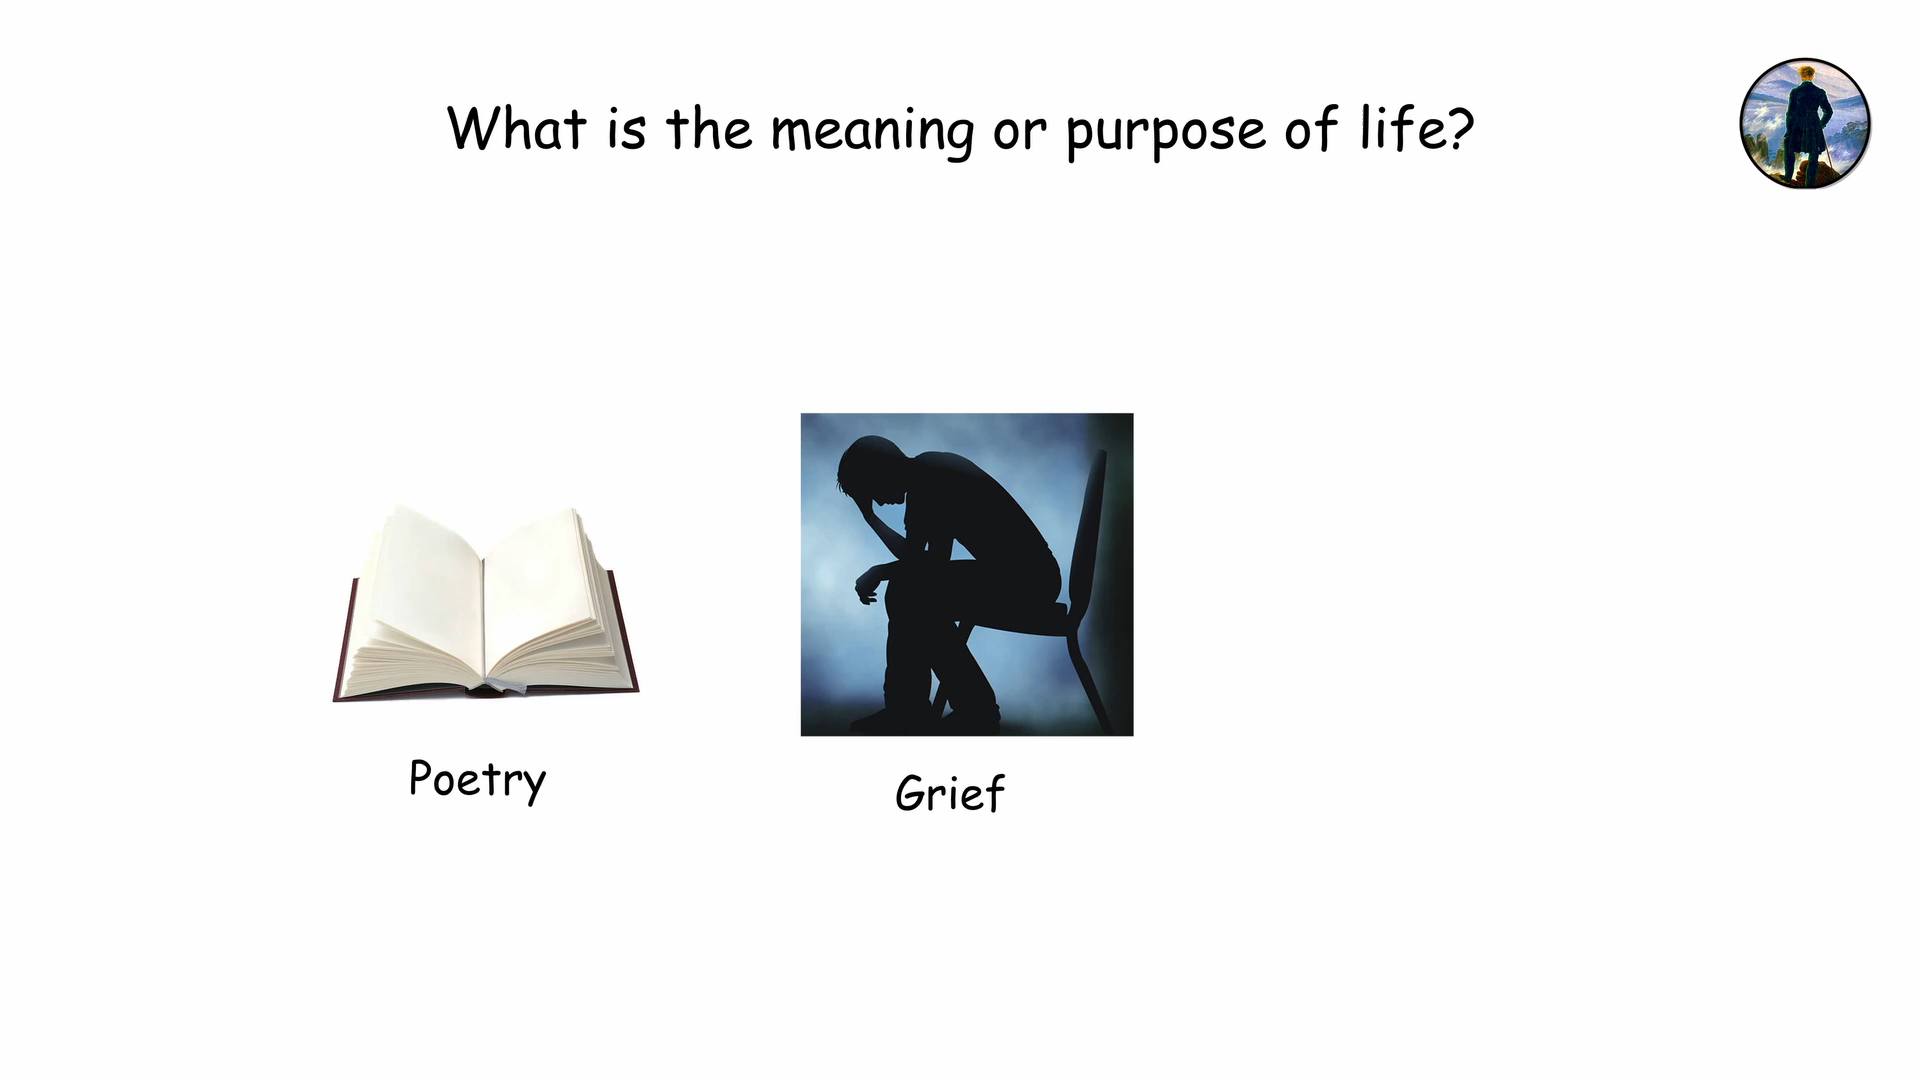 What is the meaning or purpose of life?
Poetry
Grief